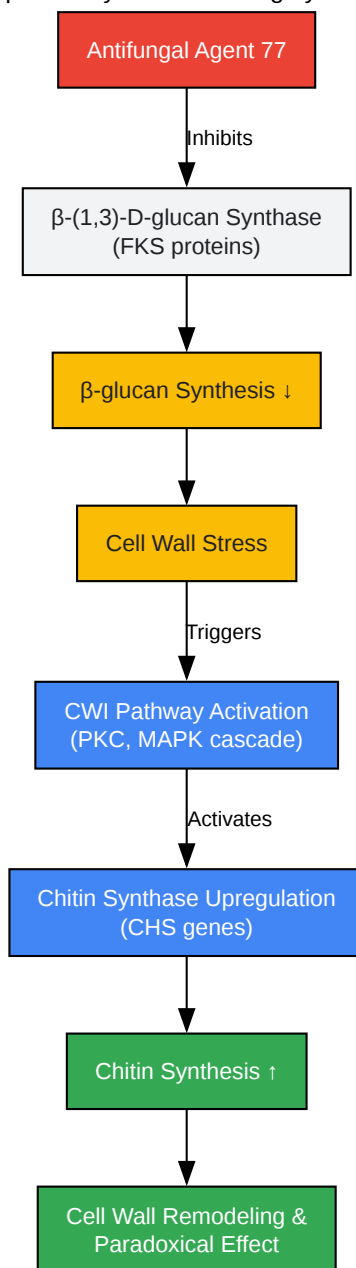 Antifungal Agent 77
Inhibits
β-(1,3)-D-glucan Synthase
(FKS proteins)
β-glucan Synthesis ↓
Cell Wall Stress
Triggers
CWI Pathway Activation
(PKC, MAPK cascade)
Activates
Chitin Synthase Upregulation
(CHS genes)
Chitin Synthesis ↑
Cell Wall Remodeling &
Paradoxical Effect